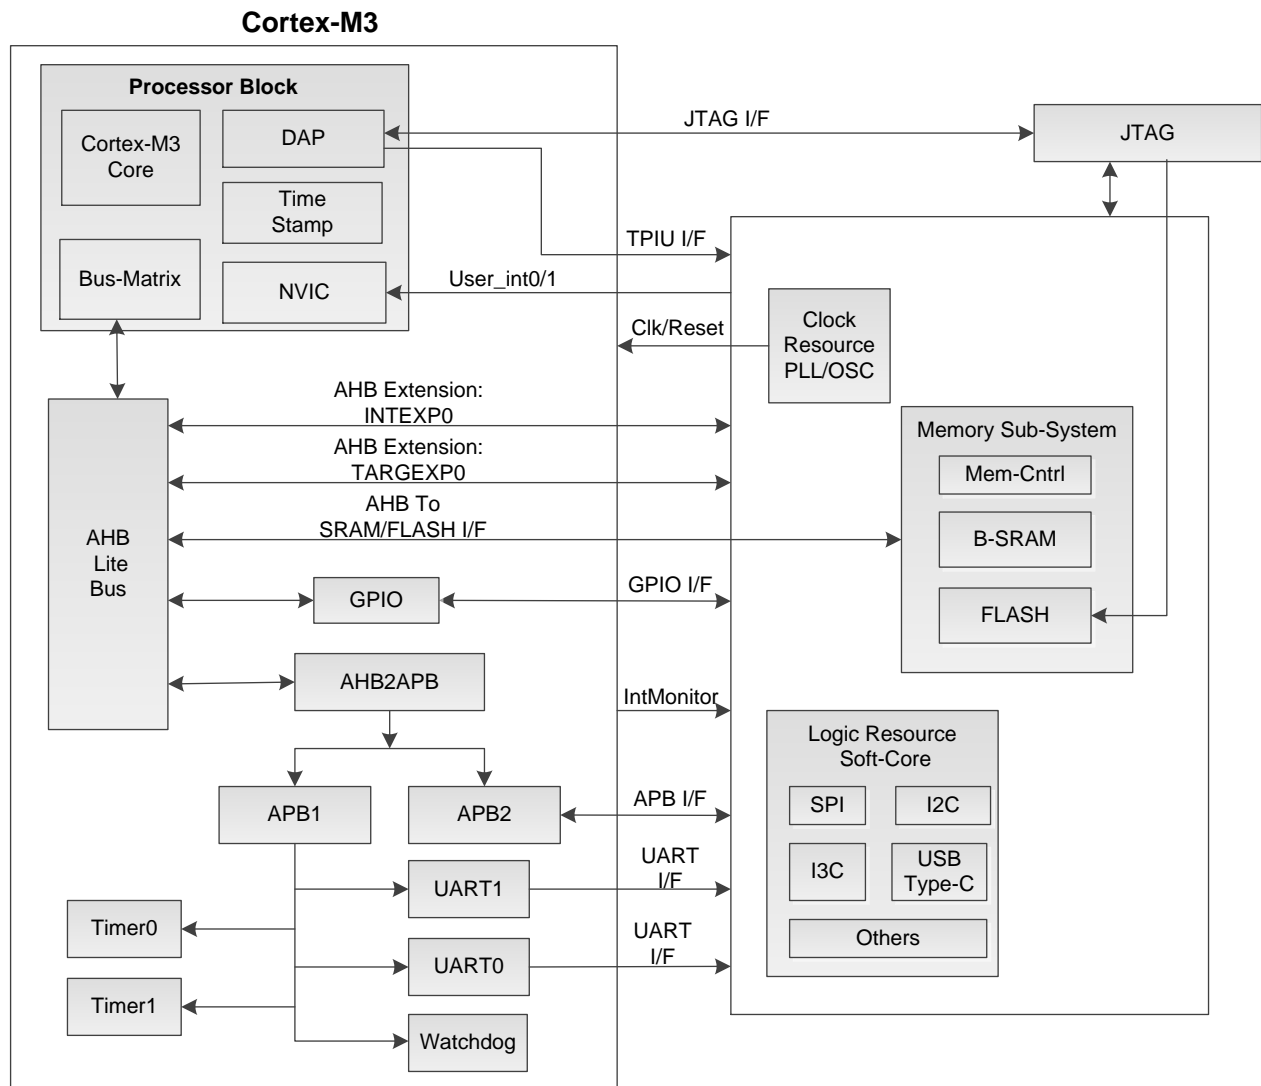 Cortex-M3
Processor Block
Cortex-M3
Core
DAP
Time
Stamp
Bus-Matrix
NVIC
JTAG I/F
JTAG
TPIU I/F
User_int0/1
Clk/Reset
Clock
Resource
PLL/OSC
AHB Extension:
INTEXP0
AHB Extension:
TARGEXP0
AHB To
SRAM/FLASH I/F
AHB
Lite
Bus
Memory Sub-System
Mem-Cntrl
B-SRAM
FLASH
GPIO
GPIO I/F
AHB2APB
IntMonitor
Logic Resource
Soft-Core
SPI
I2C
I3C
USB
Type-C
Others
APB1
APB2
APB I/F
UART1
UART
I/F
Timer0
UART0
UART
I/F
Timer1
Watchdog